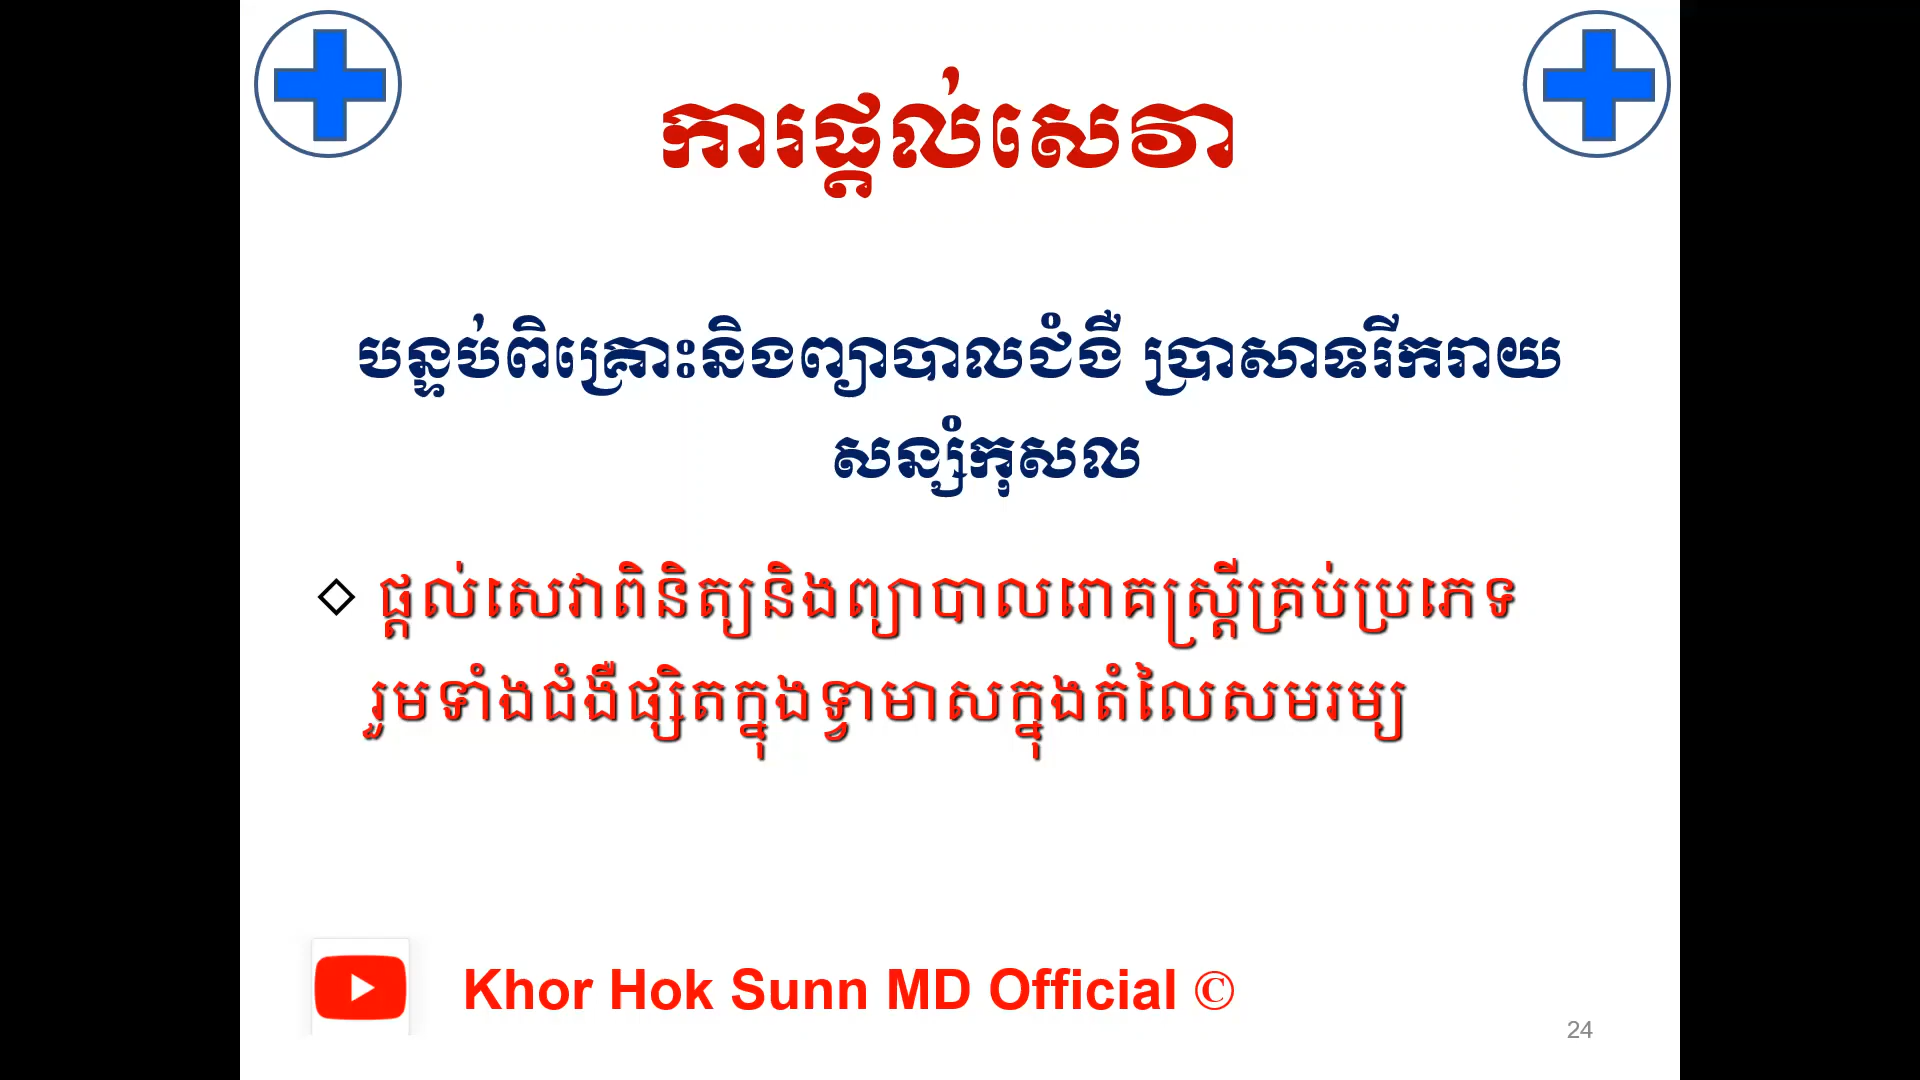 ការផ្តល់សេវា
បន្ទប់ពិគ្រោះនិងព្យាបាលជំងឺ ប្រាសាទរីករាយ
សន្សំកុសល
ផ្តល់សេវាពិនិត្យនិងព្យាបាលរោគស្ត្រីគ្រប់ប្រភេទ
រួមទាំងជំងឺផ្សិតក្នុងទ្វាមាសក្នុងតំលៃសមរម្យ
Khor Hok Sunn MD Official ©
24